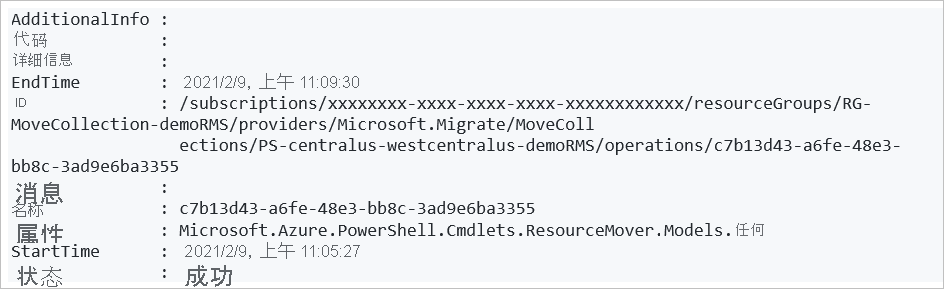 AdditionalInfo :
代码 :
详细信息 :
EndTime : 2021/2/9, 上午 11:09:30
ID : /subscriptions/xxxxxxxx-xxxx-xxxx-xxxx-xxxxxxxxxxxx/resourceGroups/RG-
MoveCollection-demoRMS/providers/Microsoft.Migrate/MoveColl
ections/PS-centralus-westcentralus-demoRMS/operations/c7b13d43-a6fe-48e3-
bb8c-3ad9e6ba3355
消息 :
名称 : c7b13d43-a6fe-48e3-bb8c-3ad9e6ba3355
属性 : Microsoft.Azure.PowerShell.Cmdlets.ResourceMover.Models.任何
StartTime : 2021/2/9, 上午 11:05:27
状态 : 成功